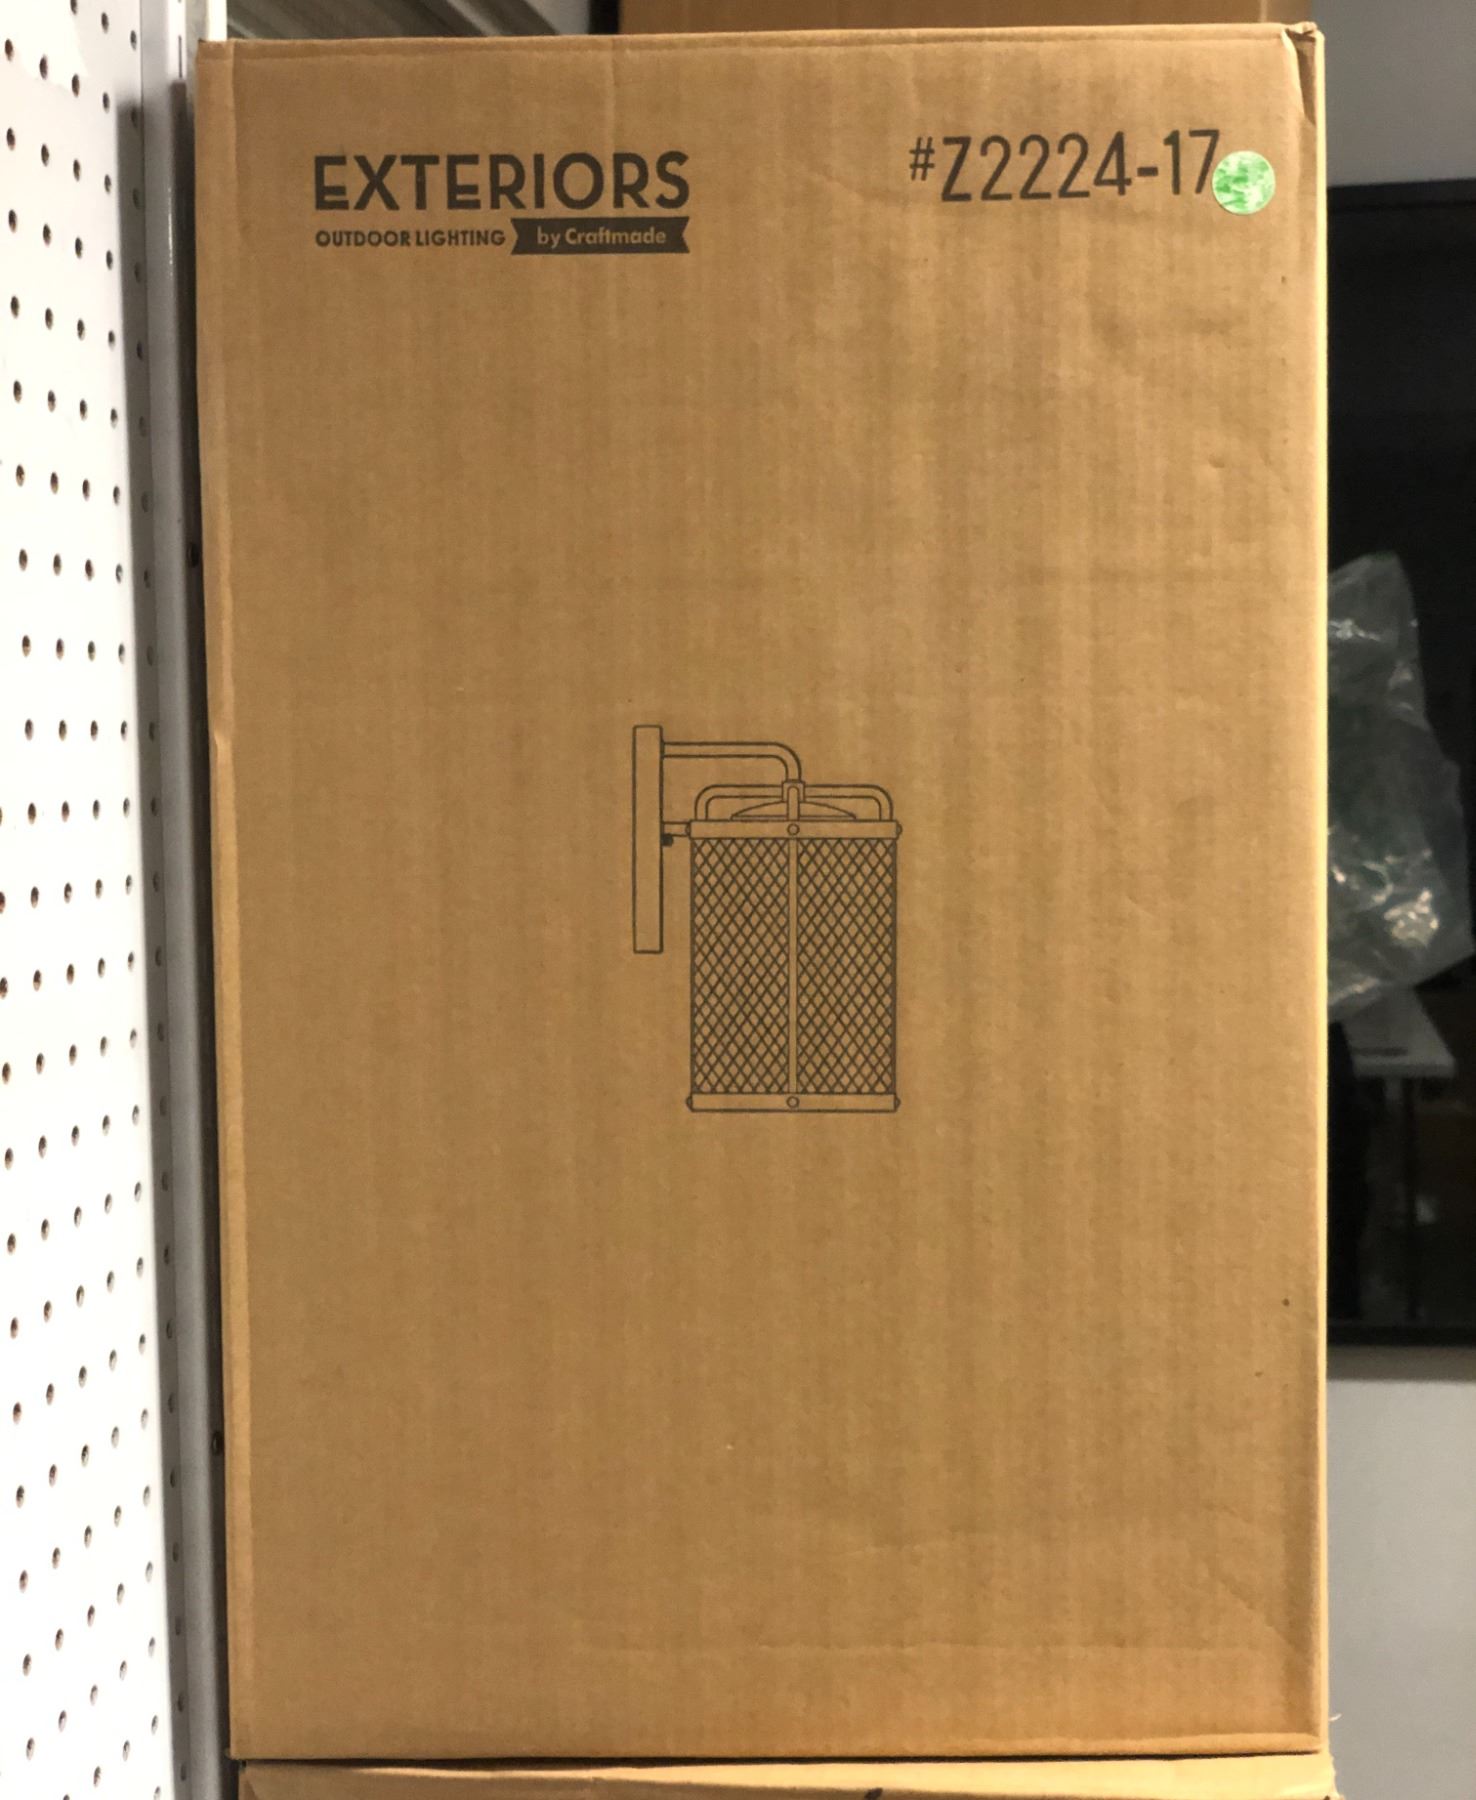 EXTERIORS
OUTDOOR LIGHTING by Craftmade
#Z2224-17